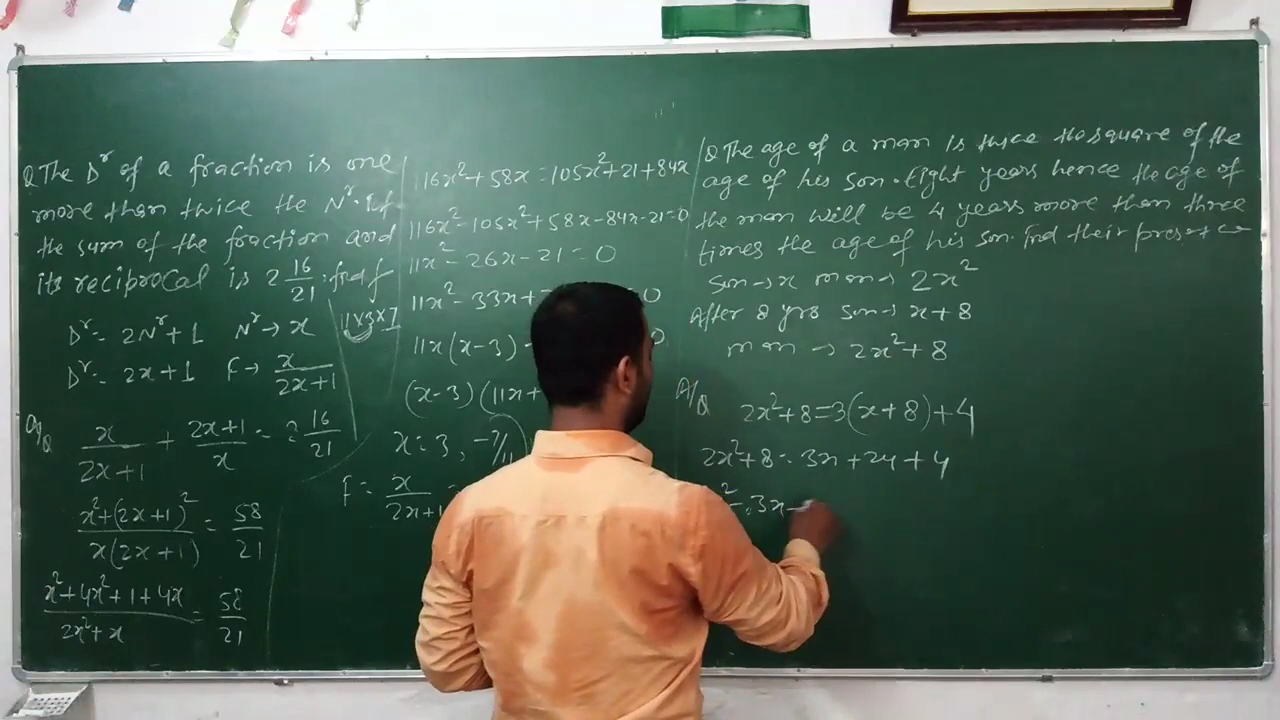 Q The Dʳ of a fraction is one
more than twice the Nʳ. If
the sum of the fraction and
its reciprocal is 2 16/21. find f
Dʳ = 2Nʳ+1 Nʳ → x
Dʳ = 2x+1 F → x/(2x+1)
A/Q x/(2x+1) + (2x+1)/x = 2 16/21
(x²+(2x+1)²)/(x(2x+1)) = 58/21
(x²+4x²+1+4x)/(2x²+x) = 58/21
11×3×7
116x²+58x=105x²+21+84x
116x²-105x²+58x-84x-21=0
11x²-26x-21=0
11x²-33x+ =0
11x(x-3) 0
(x-3)(11x+
x=3, -7/11
F = x/(2x+1) =
Q The age of a man is twice the square of the
age of his son. Eight years hence the age of
the man will be 4 years more than three
times the age of his son. Find their present
Son → x man → 2x²
After 8 yrs son → x+8
man → 2x²+8
A/Q 2x²+8=3(x+8)+4
2x²+8=3x+24+4
²-3x-